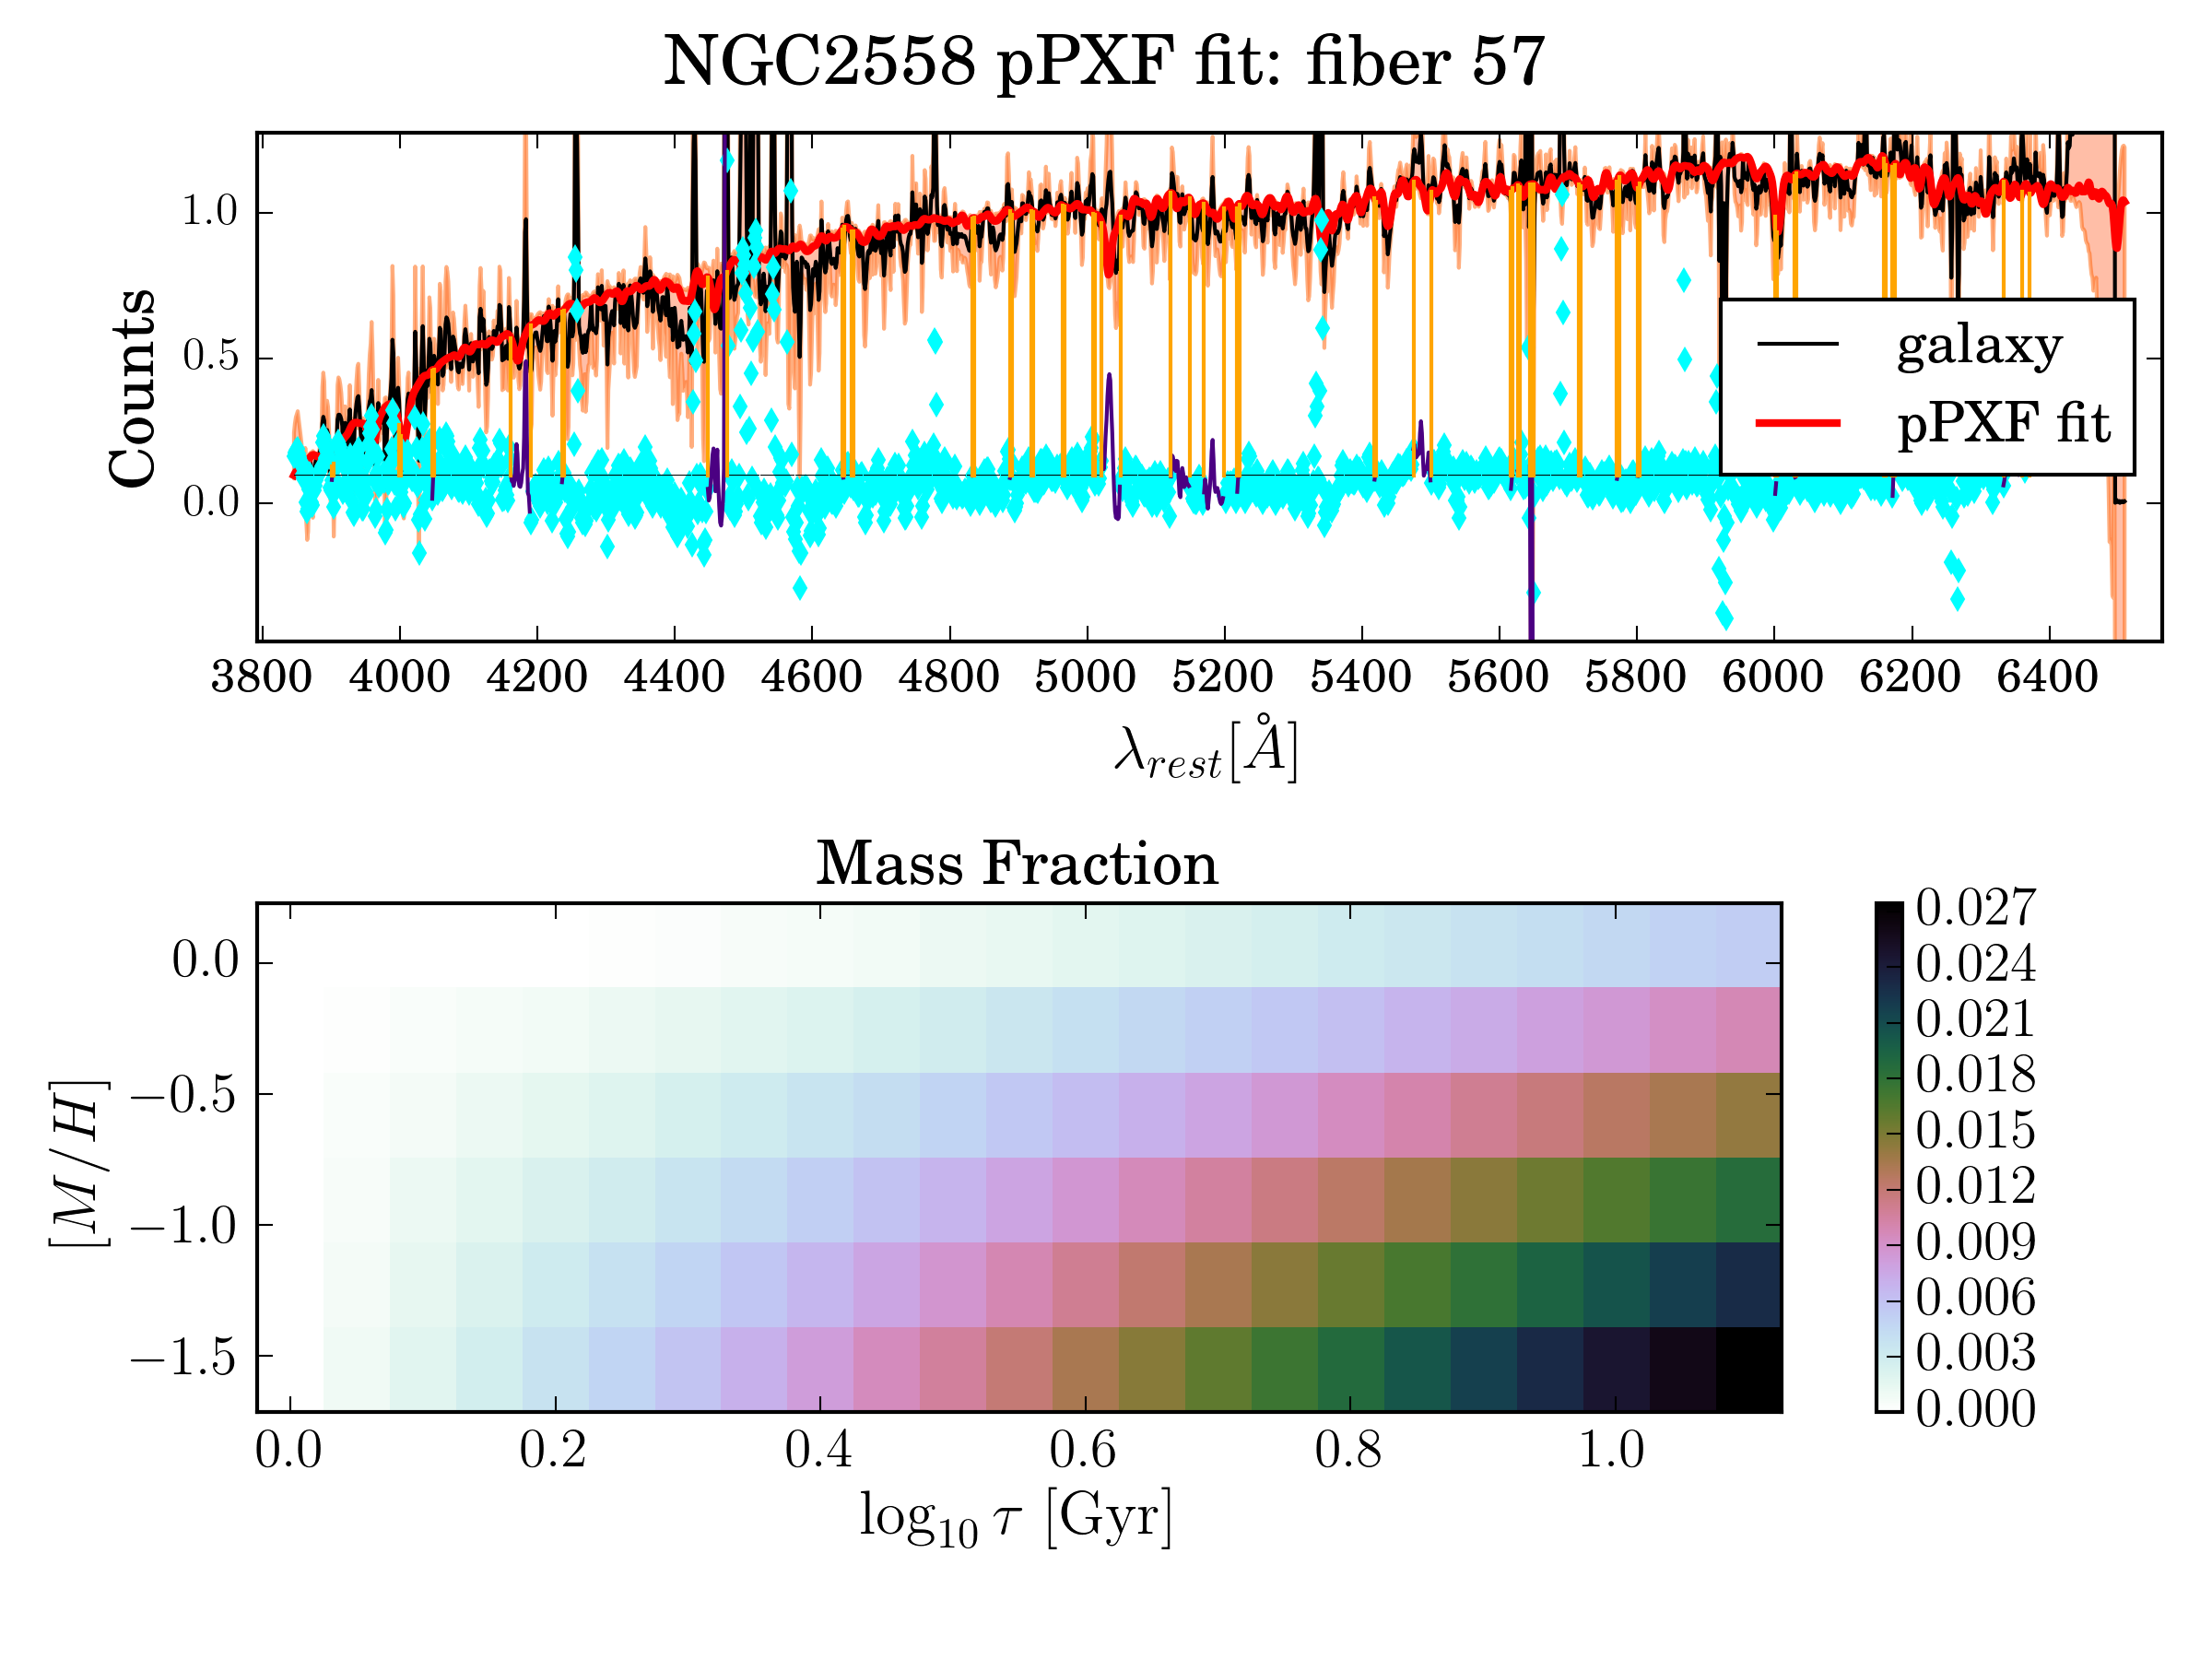 NGC2558 pPXF fit: fiber 57
Counts
1.0
0.5
0.0
galaxy
pPXF fit
3800 4000 4200 4400 4600 4800 5000 5200 5400 5600 5800 6000 6200 6400
λrest[Å]
Mass Fraction
[M/H]
0.0
−0.5
−1.0
−1.5
0.0 0.2 0.4 0.6 0.8 1.0
log10 τ [Gyr]
0.027
0.024
0.021
0.018
0.015
0.012
0.009
0.006
0.003
0.000